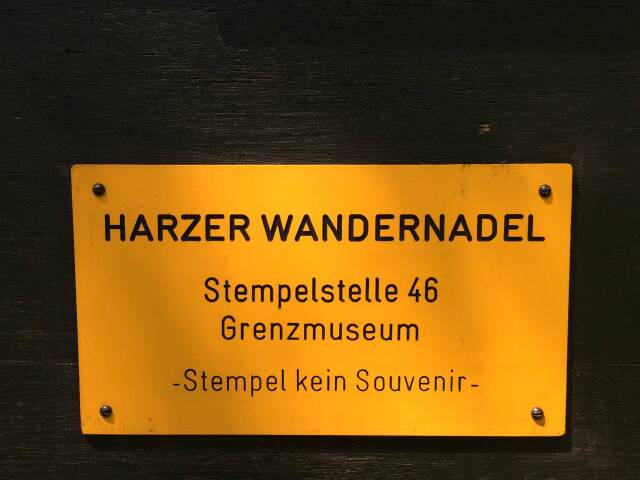 HARZER WANDERNADEL
Stempelstelle 46
Grenzmuseum
-Stempel kein Souvenir-